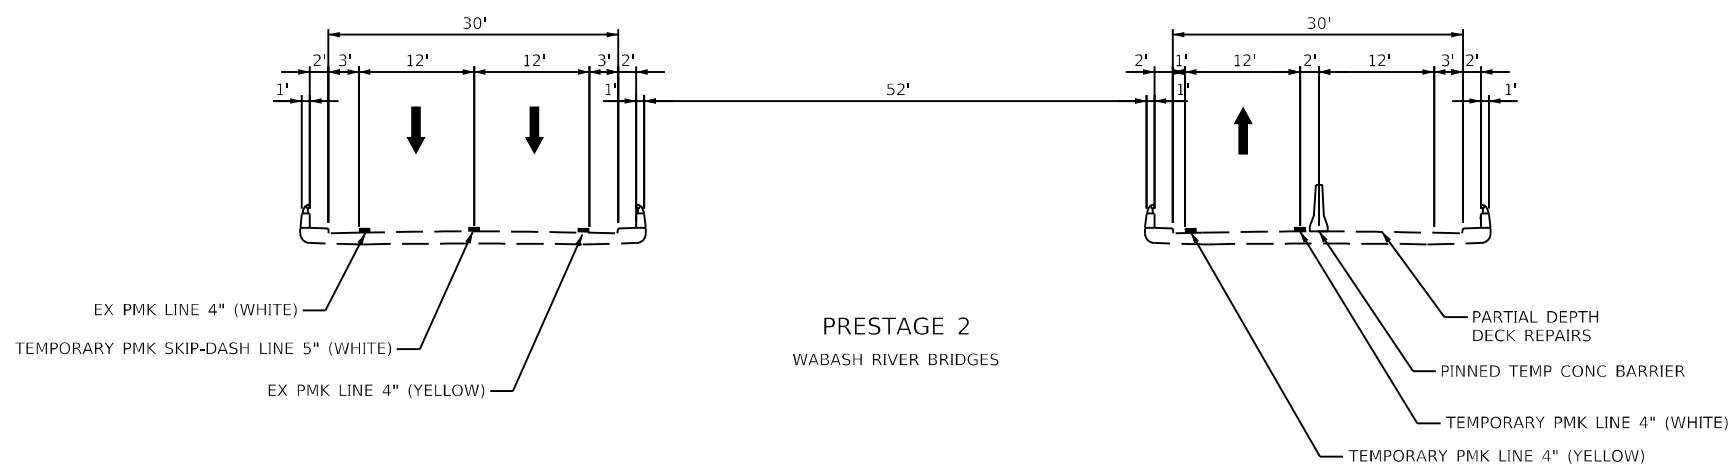 30'
30'
2' 3' 12' 12' 3' 2'
2' 1' 12' 2' 12' 3' 2'
1' 1' 52' 1' 1'
EX PMK LINE 4" (WHITE)
TEMPORARY PMK SKIP-DASH LINE 5" (WHITE)
EX PMK LINE 4" (YELLOW)
PRESTAGE 2
WABASH RIVER BRIDGES
PARTIAL DEPTH
DECK REPAIRS
PINNED TEMP CONC BARRIER
TEMPORARY PMK LINE 4" (WHITE)
TEMPORARY PMK LINE 4" (YELLOW)